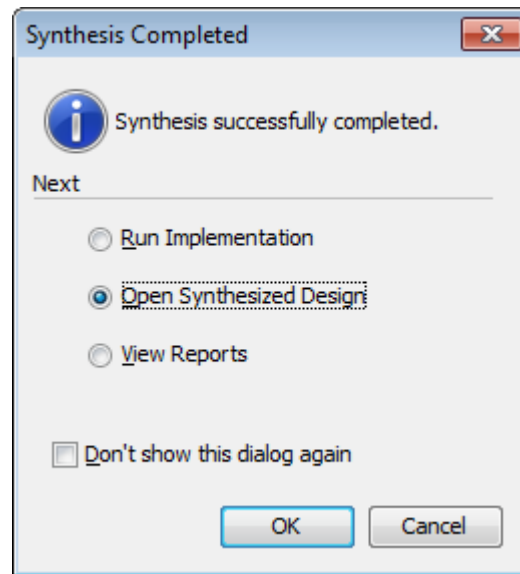 Synthesis Completed
Synthesis successfully completed.
Next
Run Implementation
Open Synthesized Design
View Reports
Don't show this dialog again
OK
Cancel